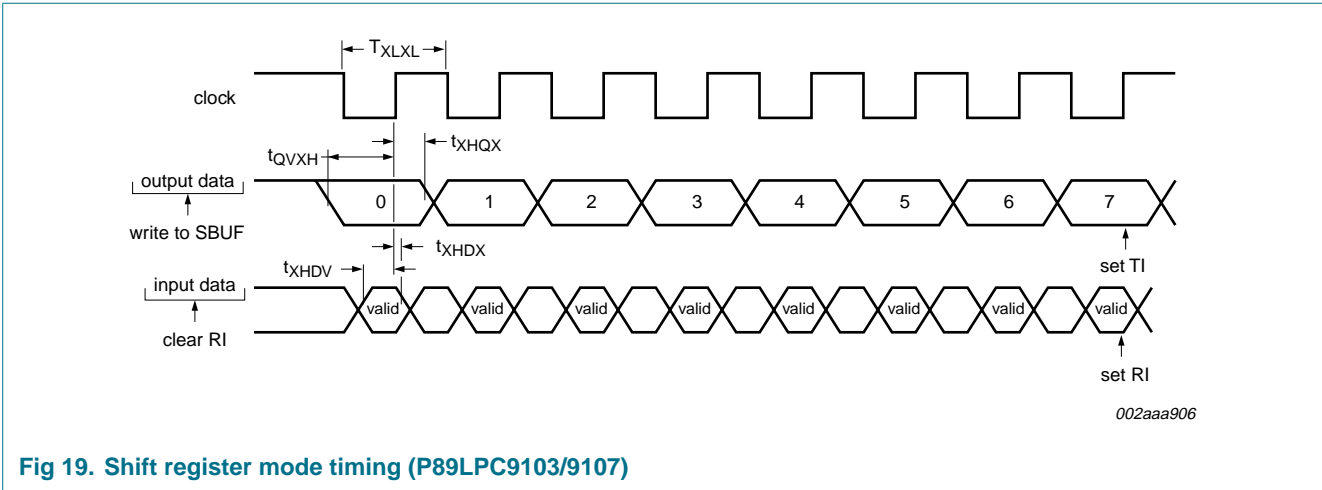 TXLXL
clock
tQVXH
tXHQX
output data
0 1 2 3 4 5 6 7
write to SBUF
tXHDX
set TI
tXHDV
input data
valid valid valid valid valid valid valid valid
clear RI
set RI
002aaa906
Fig 19. Shift register mode timing (P89LPC9103/9107)